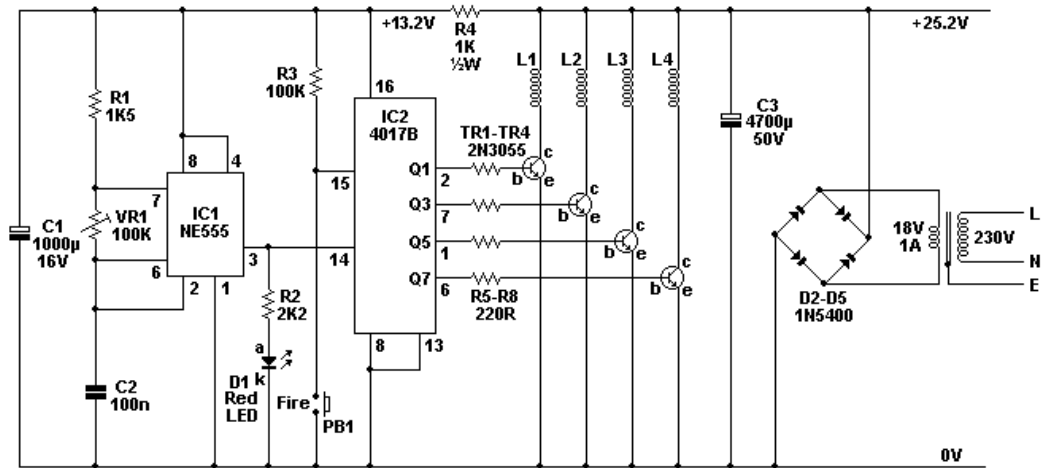 +13.2V
R4
1K
½W
+25.2V
L1
L2
L3
L4
R3
100K
R1
1K5
16
IC2
4017B
TR1-TR4
2N3055
C3
4700µ
50V
8
4
7
IC1
NE555
VR1
100K
6
2
1
3
C1
1000µ
16V
15
14
Q1
2
Q3
7
Q5
1
Q7
6
b
c
e
b
c
e
b
c
e
b
c
e
R5-R8
220R
8
13
R2
2K2
a
k
D1
Red
LED
Fire
PB1
C2
100n
18V
1A
230V
L
N
E
D2-D5
1N5400
0V